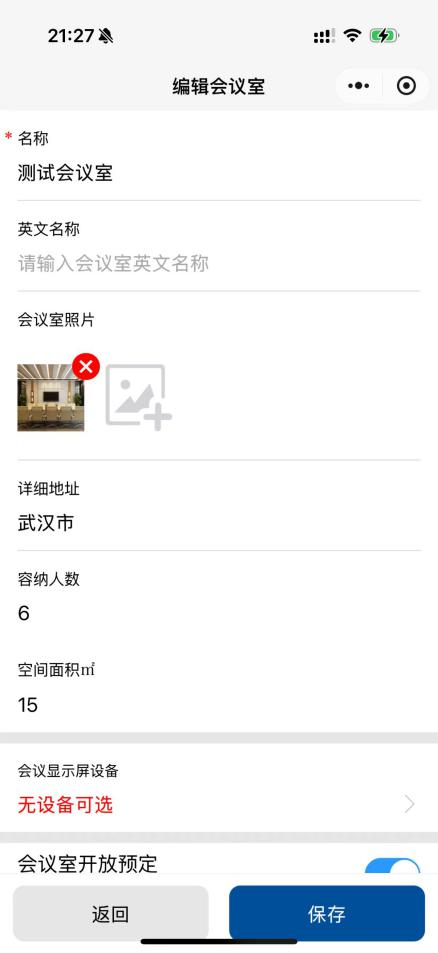 21:27
编辑会议室
* 名称
测试会议室
英文名称
请输入会议室英文名称
会议室照片
详细地址
武汉市
容纳人数
6
空间面积㎡
15
会议显示屏设备
无设备可选
会议室开放预定
返回
保存